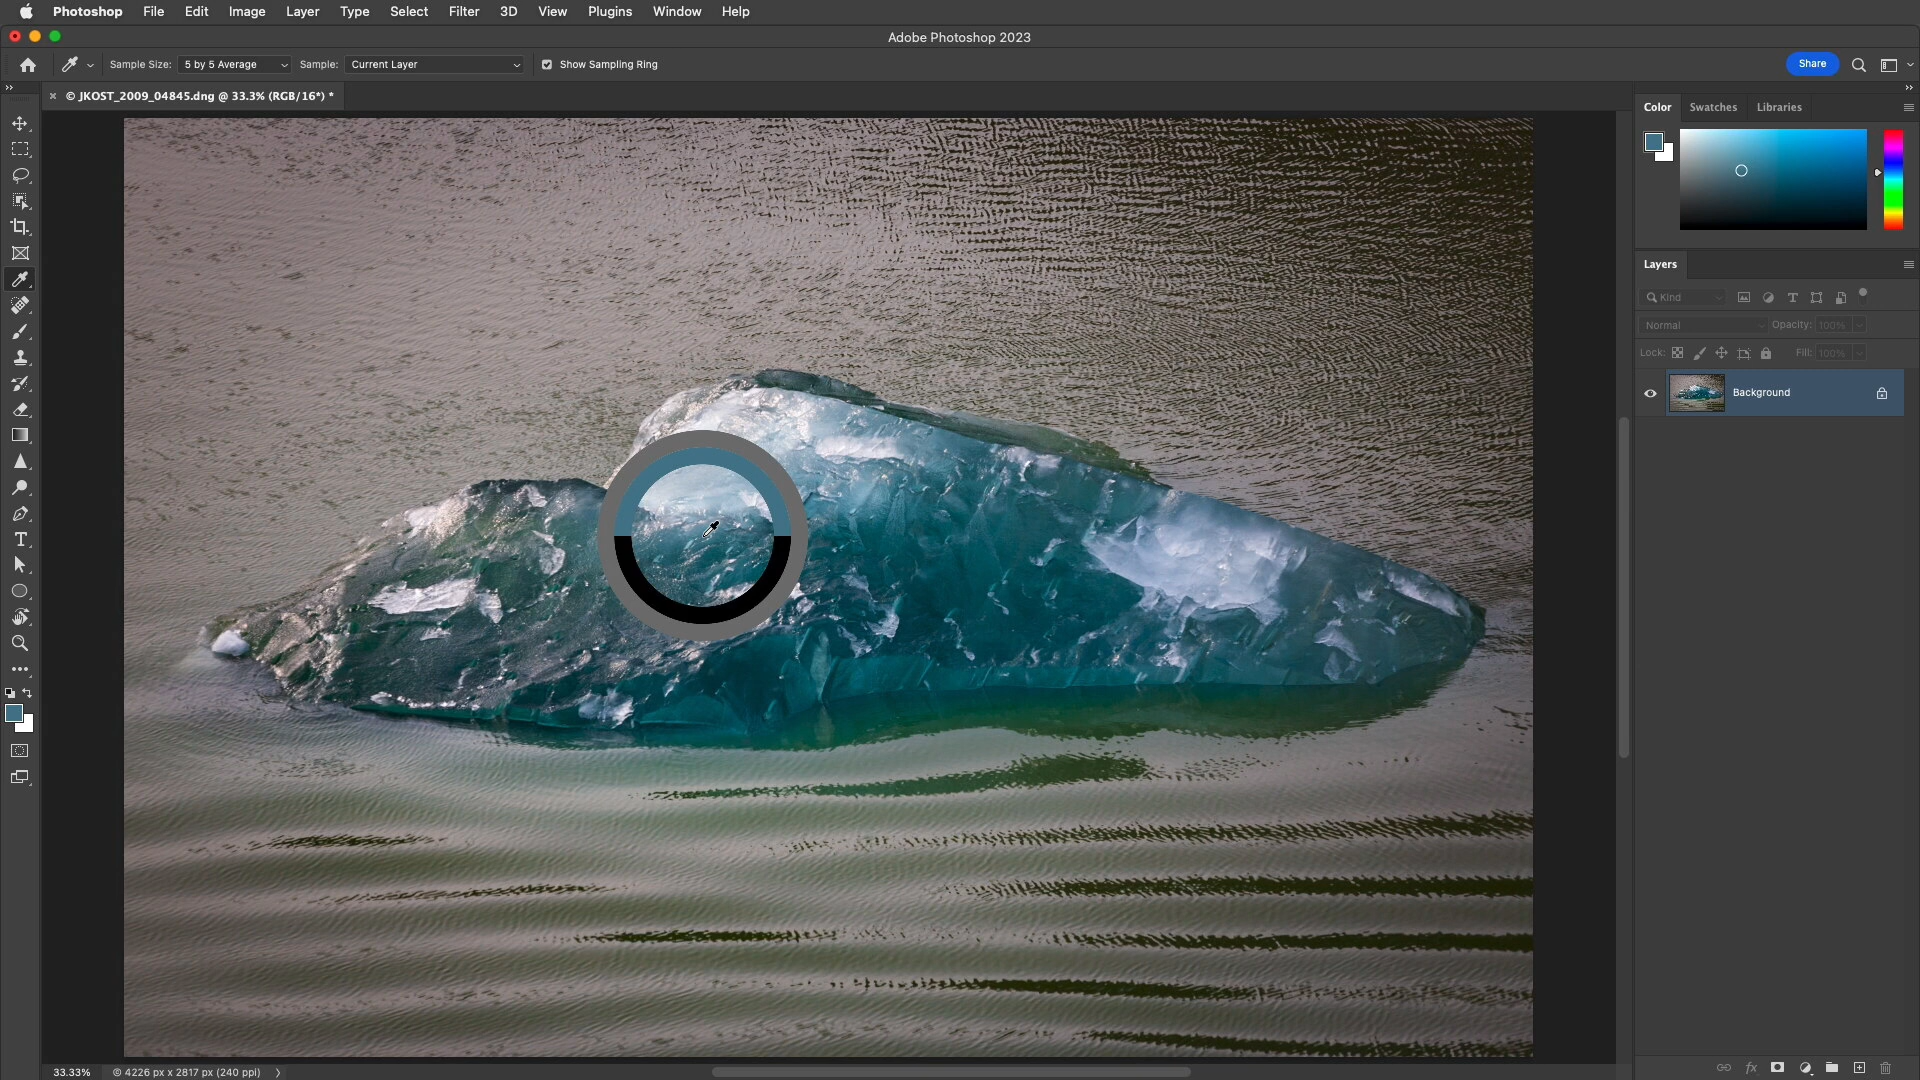 Photoshop File Edit Image Layer Type Select Filter 3D View Plugins Window Help
Adobe Photoshop 2023
Sample Size: 5 by 5 Average Sample: Current Layer Show Sampling Ring Share
© JKOST_2009_04845.dng @ 33.3% (RGB/16*) *
Color Swatches Libraries
Layers
Kind
Normal Opacity: 100%
Lock: Fill: 100%
Background
33.33% © 4226 px x 2817 px (240 ppi)